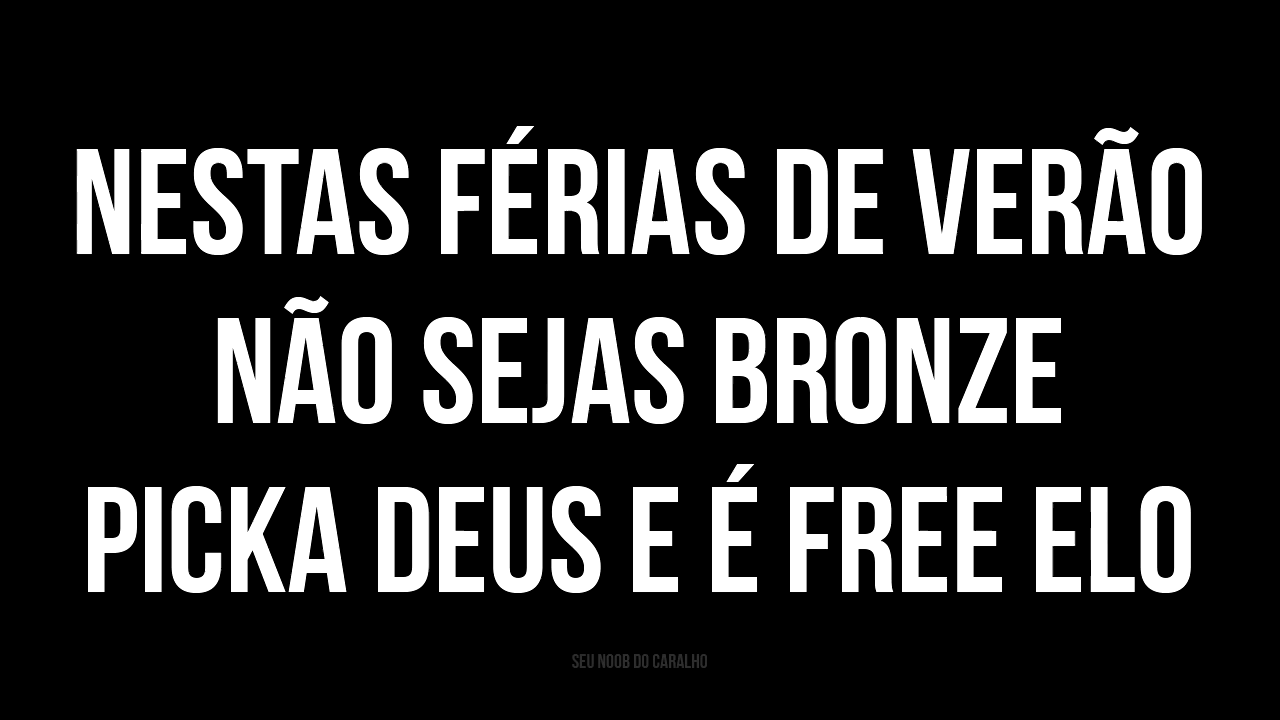 NESTAS FÉRIAS DE VERÃO
NÃO SEJAS BRONZE
PICKA DEUS E É FREE ELO
SEU NOOB DO CARALHO